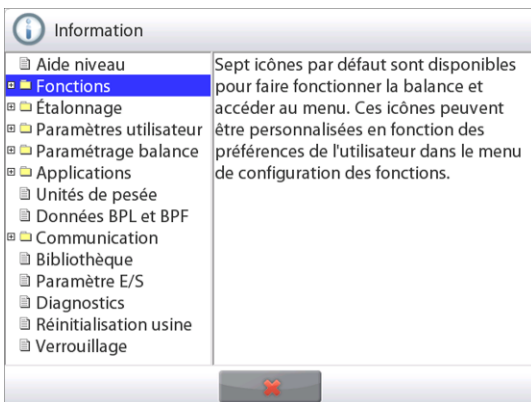 Information
Aide niveau
Fonctions
Étalonnage
Paramètres utilisateur
Paramétrage balance
Applications
Unités de pesée
Données BPL et BPF
Communication
Bibliothèque
Paramètre E/S
Diagnostics
Réinitialisation usine
Verrouillage
Sept icônes par défaut sont disponibles
pour faire fonctionner la balance et
accéder au menu. Ces icônes peuvent
être personnalisées en fonction des
préférences de l'utilisateur dans le menu
de configuration des fonctions.